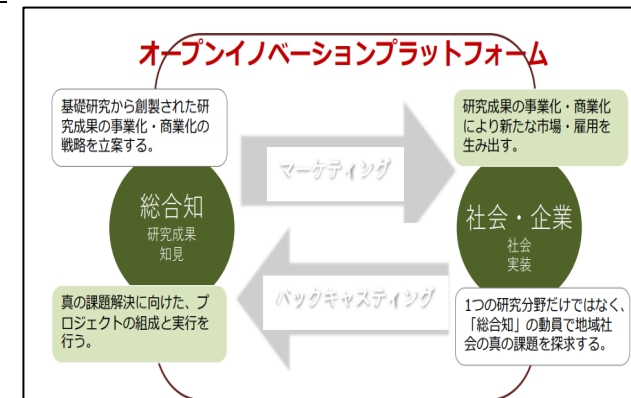 オープンイノベーションプラットフォーム
基礎研究から創製された研
究成果の事業化・商業化の
戦略を立案する。
研究成果の事業化・商業化
により新たな市場・雇用を
生み出す。
マーケティング
総合知
研究成果
知見
社会・企業
社会
実装
バックキャスティング
真の課題解決に向けた、プ
ロジェクトの組成と実行を
行う。
1つの研究分野だけではなく、
「総合知」の動員で地域社
会の真の課題を探求する。